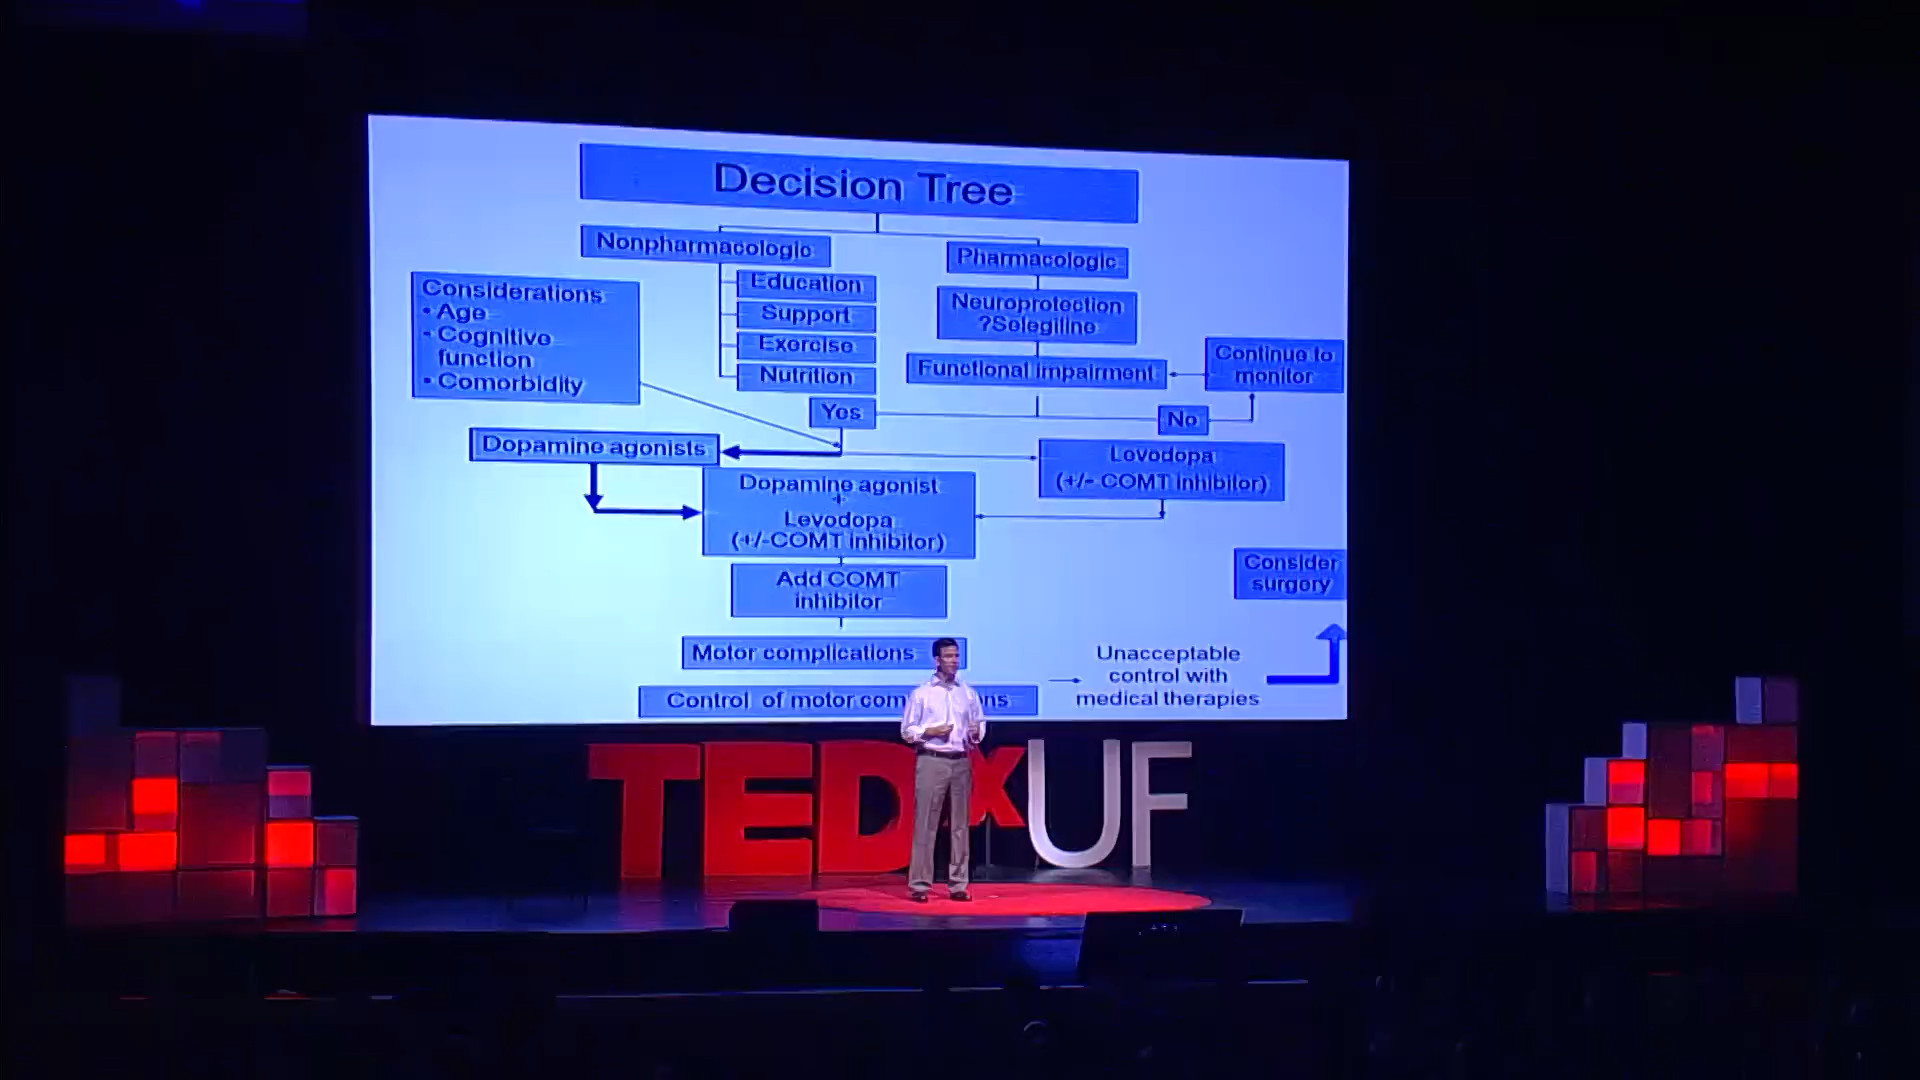 Decision Tree
Nonpharmacologic
Pharmacologic
Considerations
• Age
- Cognitive
function
• Comorbidity
Education
Support
Exercise
Nutrition
Neuroprotection
?Selegiline
Functional impairment
Continue to
monitor
Yes
No
Dopamine agonists
Levodopa
(+/- COMT inhibitor)
Dopamine agonist
+
Levodopa
(+/-COMT inhibitor)
Add COMT
inhibitor
Consider
surgery
Motor complications
Unacceptable
control with
medical therapies
Control of motor
TEDxUF